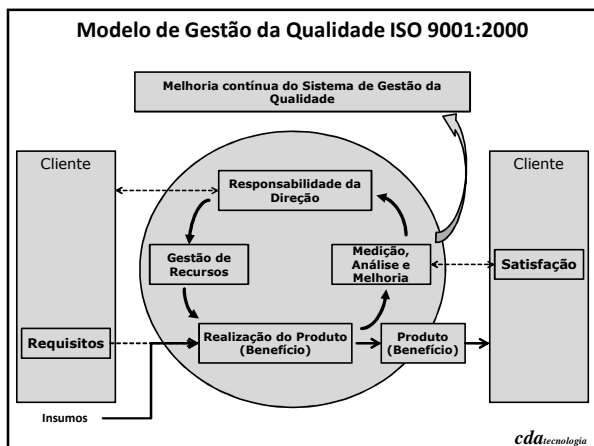 Modelo de Gestão da Qualidade ISO 9001:2000
Melhoria contínua do Sistema de Gestão da
Qualidade
Cliente
Cliente
Responsabilidade da
Direção
Gestão de
Recursos
Medição,
Análise e
Melhoria
Satisfação
Requisitos
Realização do Produto
(Benefício)
Produto
(Benefício)
Insumos
cdatecnologia